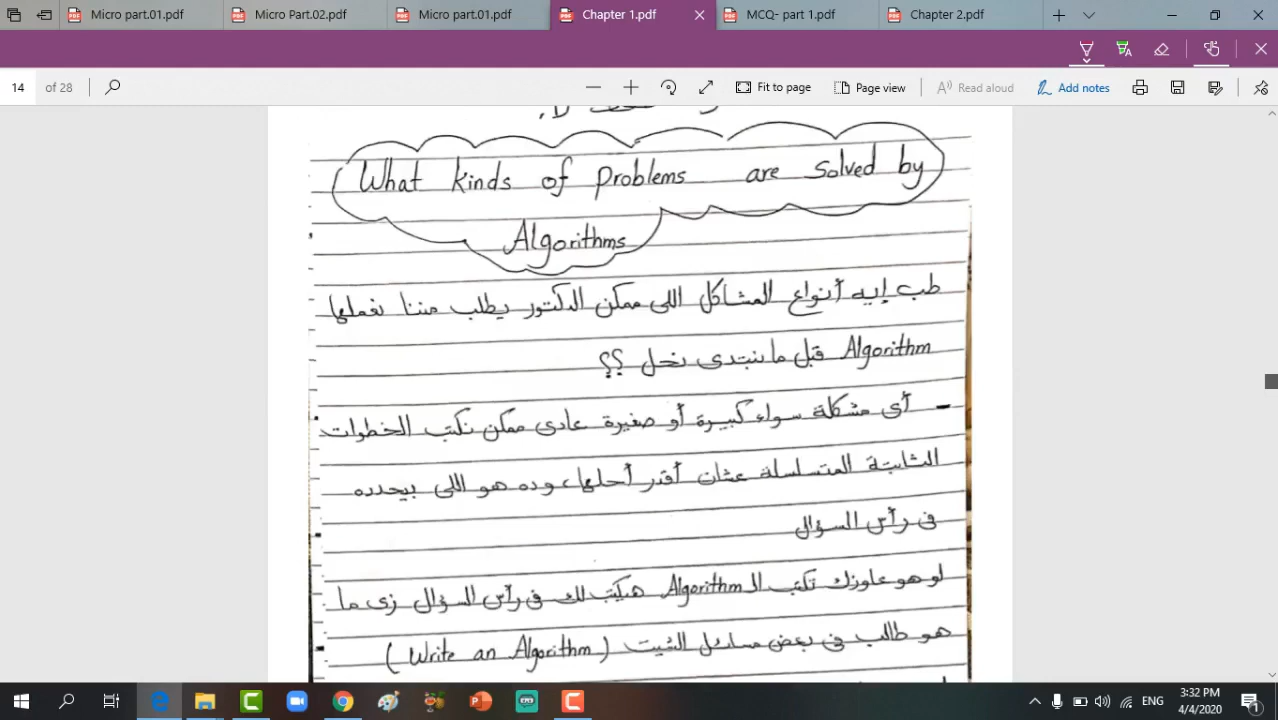 Micro part.01.pdf
Micro Part.02.pdf
Micro part.01.pdf
Chapter 1.pdf
MCQ- part 1.pdf
Chapter 2.pdf
14 of 28
Fit to page
Page view
Read aloud
Add notes
What kinds of problems are solved by
Algorithms
طب إيه أنواع المشاكل اللى ممكن الدكتور يطلب مننا نعملها
Algorithm قبل ما نبتدى نحل ؟؟
- أى مشكلة سواء كبيرة أو صغيرة عادى ممكن نكتب الخطوات
الثابتة المتسلسلة عشان أقدر أحلها، وده هو اللى بيحدده
فى رأس السؤال
لو هو عاوزك تكتب الـ Algorithm هيكتب لك فى رأس السؤال زى ما
هو طالب فى بعض مسائل الشيت (Write an Algorithm)
ENG
3:32 PM
4/4/2020